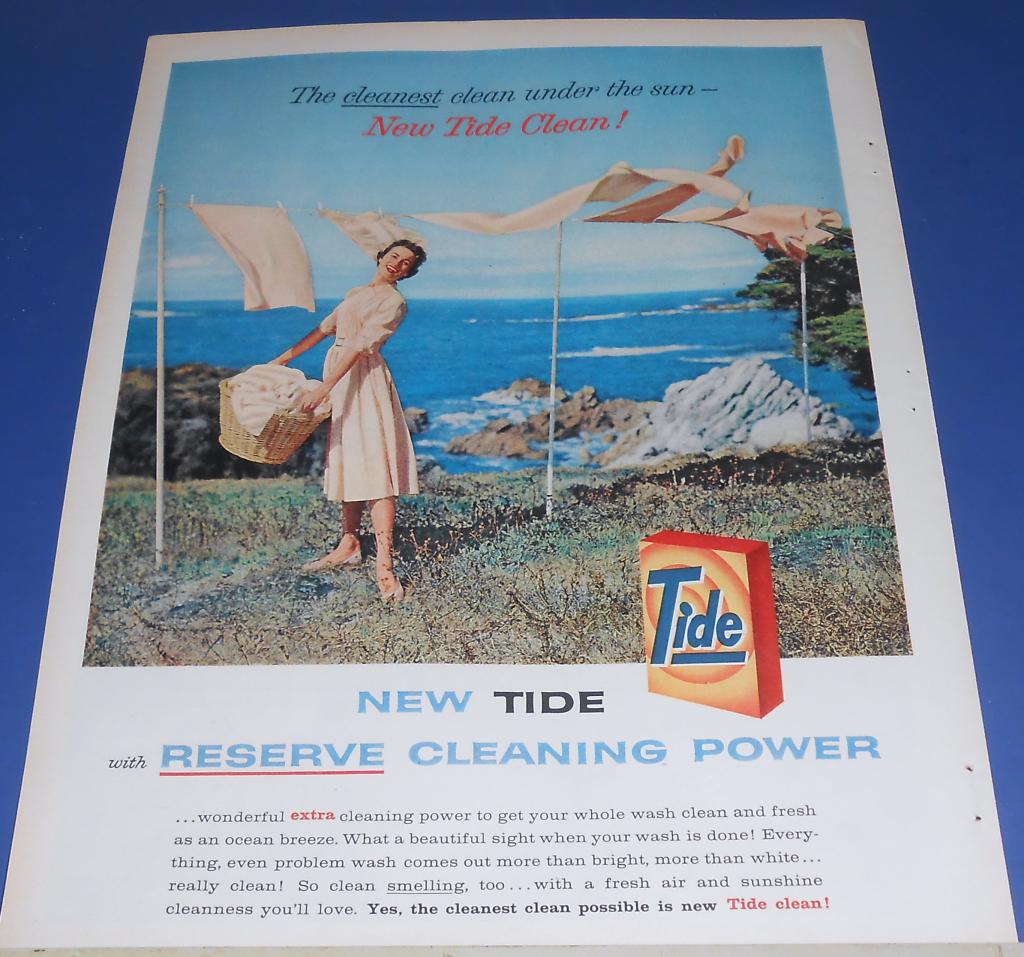 The cleanest clean under the sun –
New Tide Clean!
Tide
NEW TIDE
with RESERVE CLEANING POWER
...wonderful extra cleaning power to get your whole wash clean and fresh
as an ocean breeze. What a beautiful sight when your wash is done! Every-
thing, even problem wash comes out more than bright, more than white...
really clean! So clean smelling, too...with a fresh air and sunshine
cleanness you'll love. Yes, the cleanest clean possible is new Tide clean!